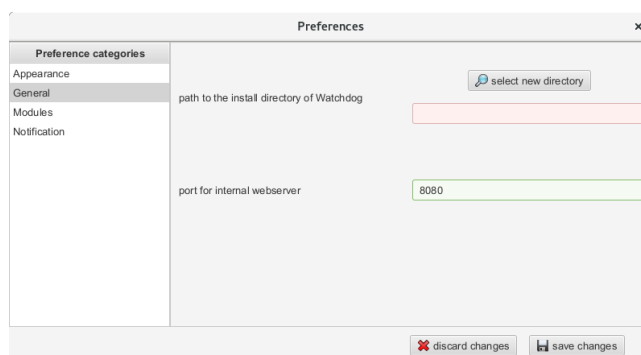 Preferences
Preference categories
Appearance
General
Modules
Notification
select new directory
path to the install directory of Watchdog
port for internal webserver
8080
discard changes
save changes